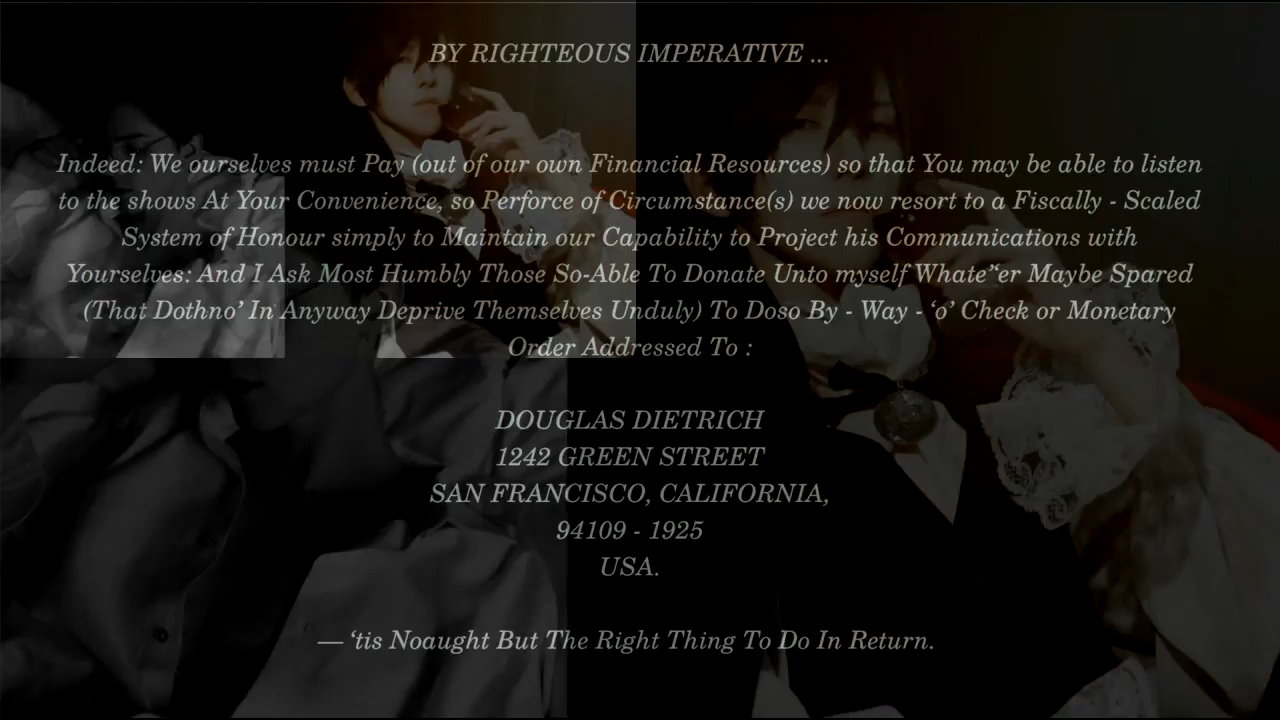 BY RIGHTEOUS IMPERATIVE ...
Indeed: We ourselves must Pay (out of our own Financial Resources) so that You may be able to listen
to the shows At Your Convenience, so Perforce of Circumstance(s) we now resort to a Fiscally - Scaled
System of Honour simply to Maintain our Capability to Project his Communications with
Yourselves: And I Ask Most Humbly Those So-Able To Donate Unto myself Whate"er Maybe Spared
(That Dothno' In Anyway Deprive Themselves Unduly) To Doso By - Way - 'o' Check or Monetary
Order Addressed To :
DOUGLAS DIETRICH
1242 GREEN STREET
SAN FRANCISCO, CALIFORNIA,
94109 - 1925
USA.
— 'tis Noaught But The Right Thing To Do In Return.